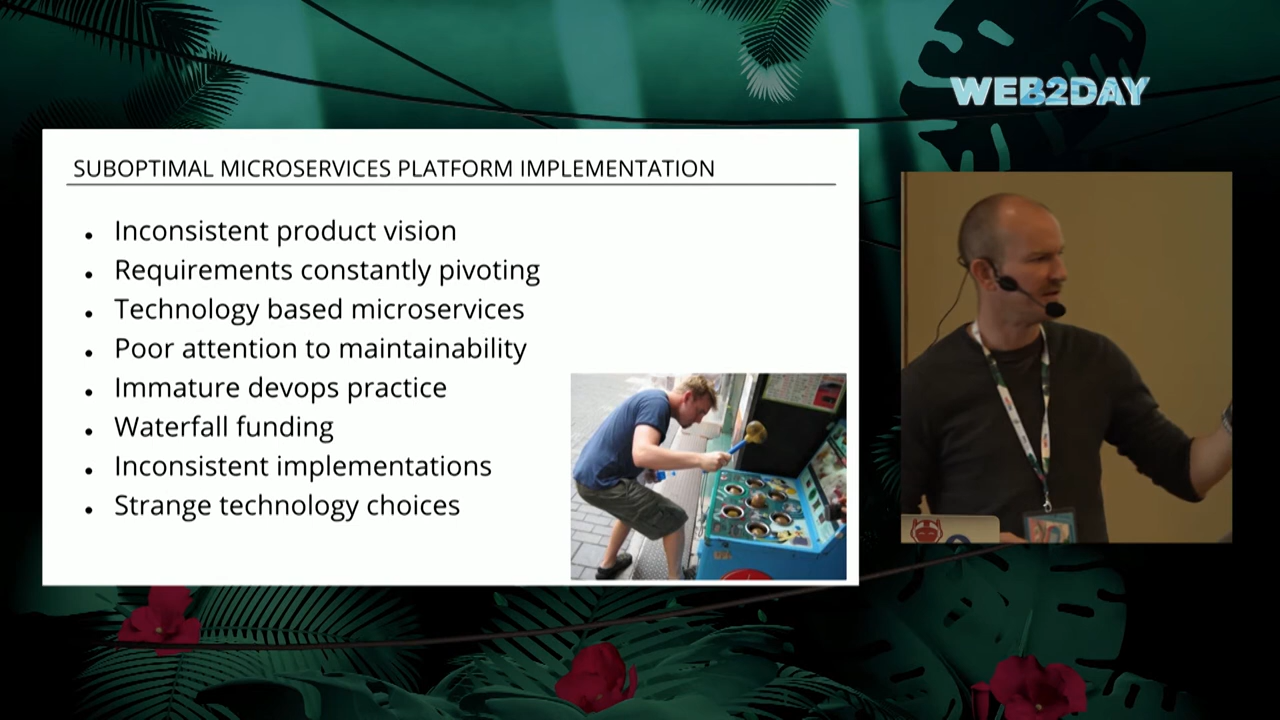 WEB2DAY
SUBOPTIMAL MICROSERVICES PLATFORM IMPLEMENTATION
Inconsistent product vision
Requirements constantly pivoting
Technology based microservices
Poor attention to maintainability
Immature devops practice
Waterfall funding
Inconsistent implementations
Strange technology choices